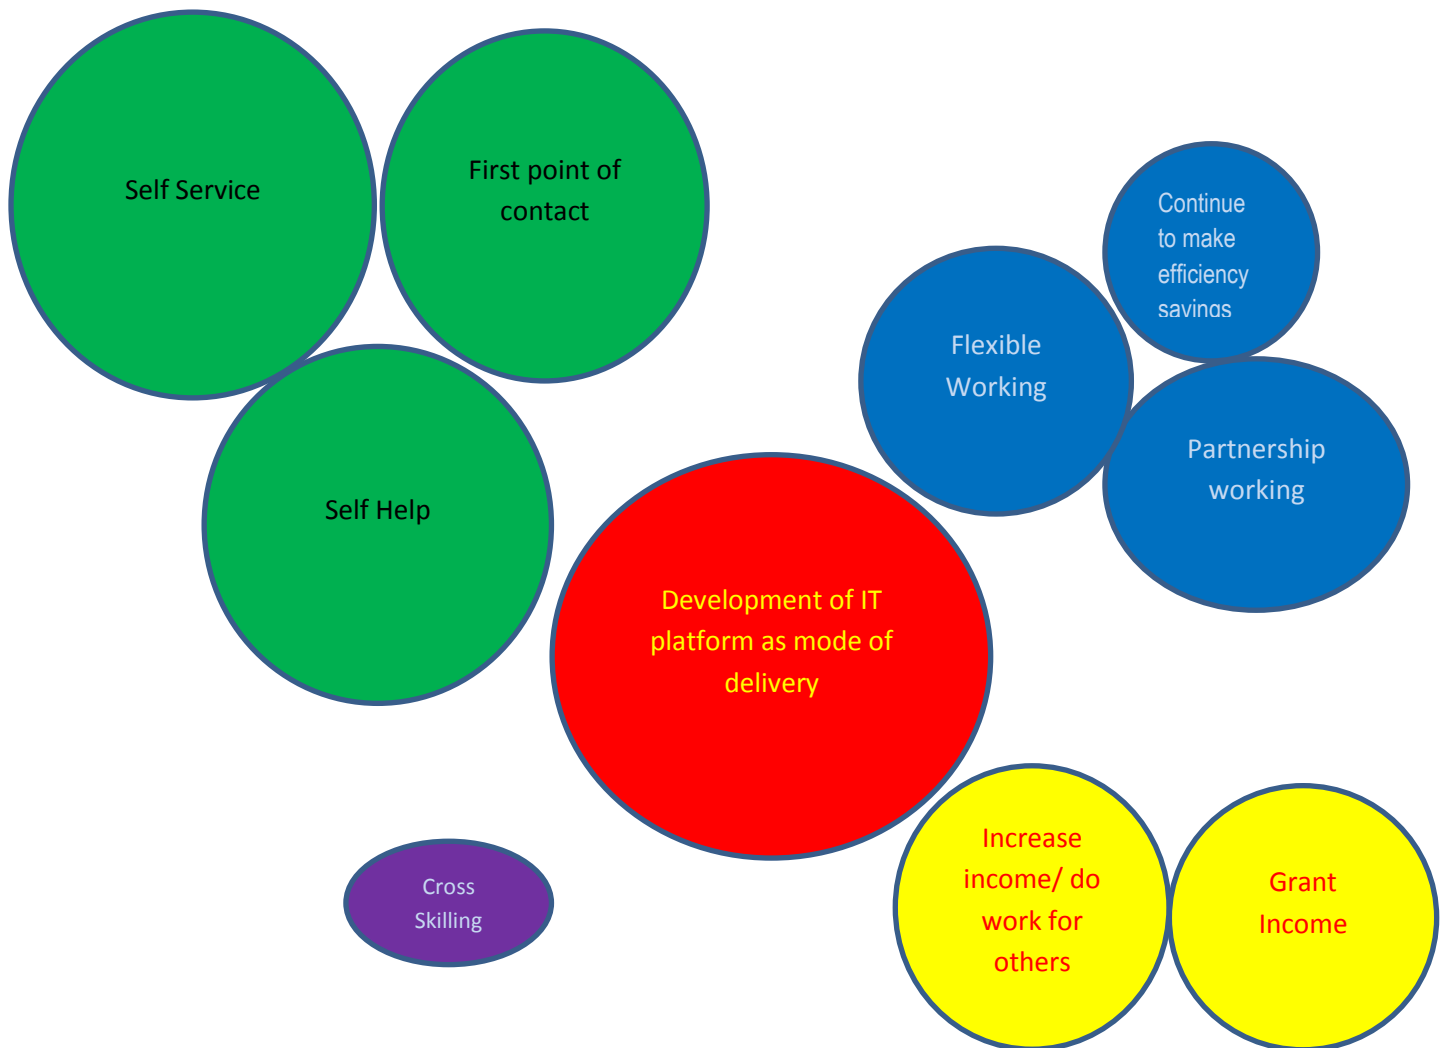 Self Service
First point of
contact
Continue
to make
efficiency
savings
Flexible
Working
Partnership
working
Self Help
Development of IT
platform as mode of
delivery
Increase
income/ do
work for
others
Grant
Income
Cross
Skilling